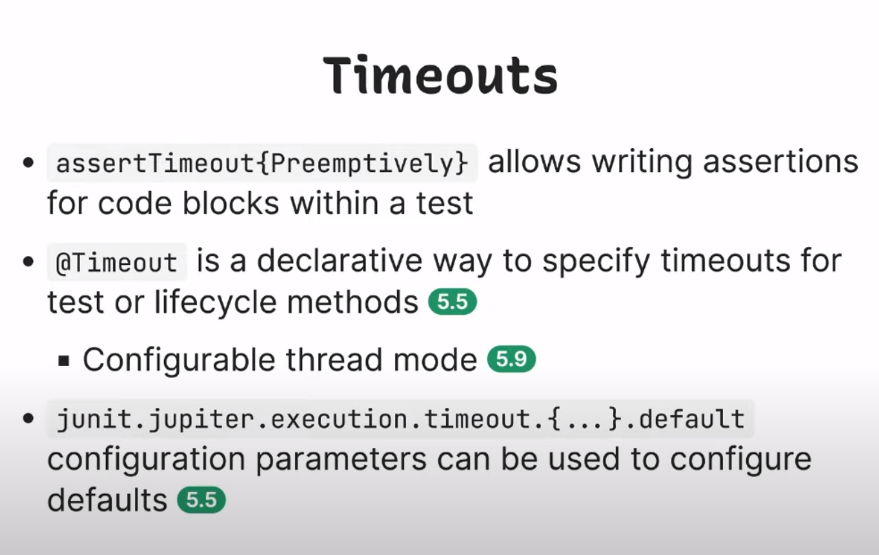 Timeouts
• assertTimeout{Preemptively} allows writing assertions
for code blocks within a test
• @Timeout is a declarative way to specify timeouts for
test or lifecycle methods 5.5
▪ Configurable thread mode 5.9
• junit.jupiter.execution.timeout.{...}.default
configuration parameters can be used to configure
defaults 5.5